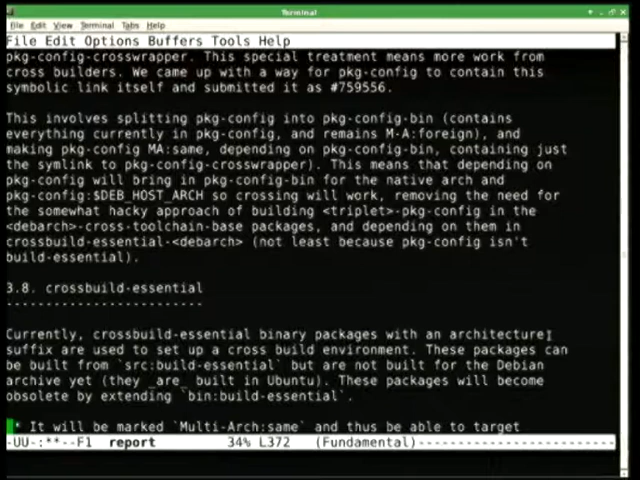 Terminal
File Edit View Terminal Tabs Help
File Edit Options Buffers Tools Help
pkg-config-crosswrapper. This special treatment means more work from
cross builders. We came up with a way for pkg-config to contain this
symbolic link itself and submitted it as #759556.
This involves splitting pkg-config into pkg-config-bin (contains
everything currently in pkg-config, and remains M-A:foreign), and
making pkg-config MA:same, depending on pkg-config-bin, containing just
the symlink to pkg-config-crosswrapper). This means that depending on
pkg-config will bring in pkg-config-bin for the native arch and
pkg-config:$DEB_HOST_ARCH so crossing will work, removing the need for
the somewhat hacky approach of building <triplet>-pkg-config in the
<debarch>-cross-toolchain-base packages, and depending on them in
crossbuild-essential-<debarch> (not least because pkg-config isn't
build-essential).
3.8. crossbuild-essential
-------------------------
Currently, crossbuild-essential binary packages with an architecture
suffix are used to set up a cross build environment. These packages can
be built from `src:build-essential` but are not built for the Debian
archive yet (they _are_ built in Ubuntu). These packages will become
obsolete by extending `bin:build-essential`.
* It will be marked `Multi-Arch:same` and thus be able to target
-UU-:**--F1 report 34% L372 (Fundamental)-----------------------